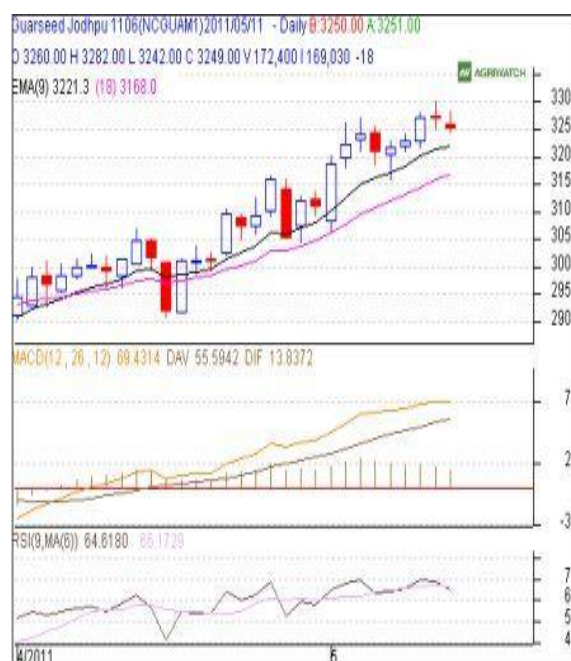 Guarseed Jodhpu 1106(NCGUAM1)2011/05/11 - Daily B:3250.00 A:3251.00
O 3260.00 H 3282.00 L 3242.00 C 3249.00 V 172,400 I 169,030 -18
AGRIWATCH
EMA(9) 3221.3 (18) 3168.0
330
325
320
315
310
305
300
295
290
MACD(12, 26, 12) 69.4314 DAV 55.5942 DIF 13.8372
7
2
-3
RSI(9,MA(6)) 64.6180 66.1729
7
6
5
4
4/2011 5